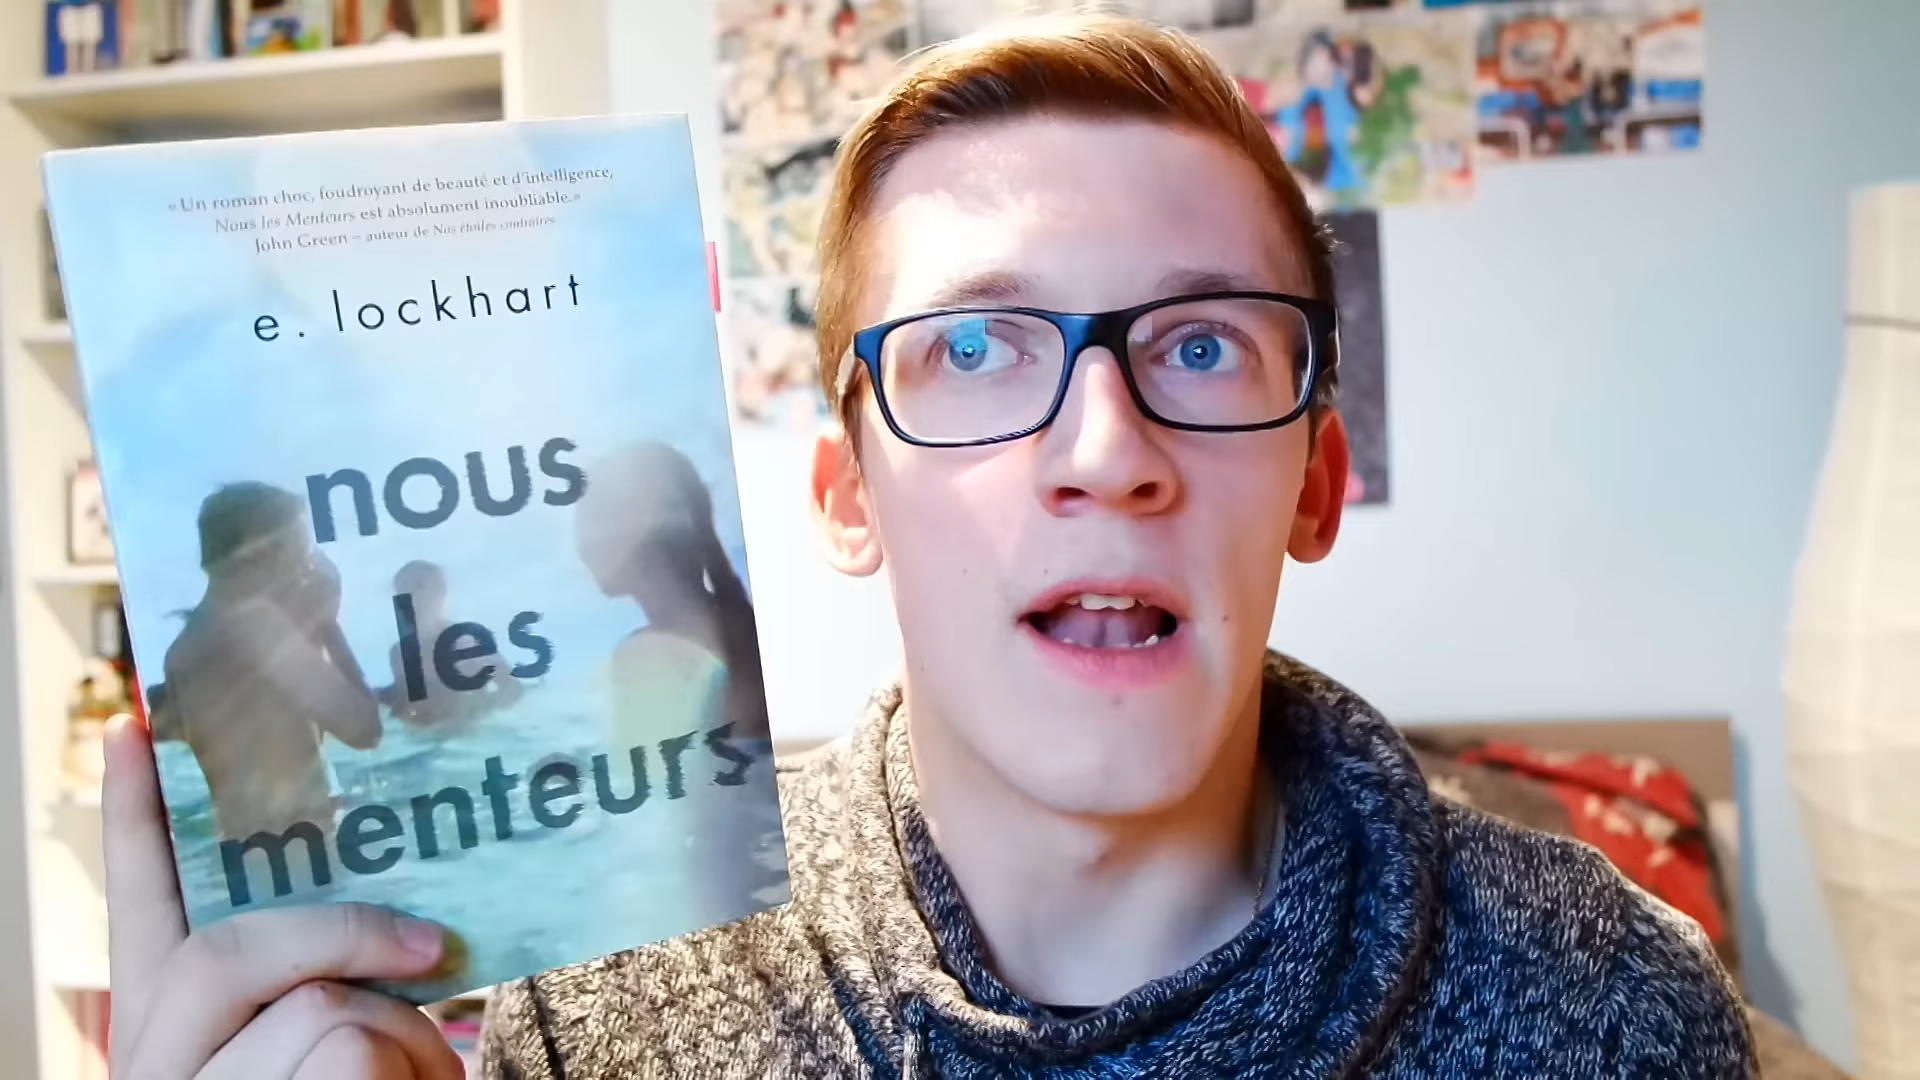 «Un roman choc, foudroyant de beauté et d'intelligence,
Nous les Menteurs est absolument inoubliable.»
John Green – auteur de Nos étoiles contraires
e. lockhart
nous
les
menteurs